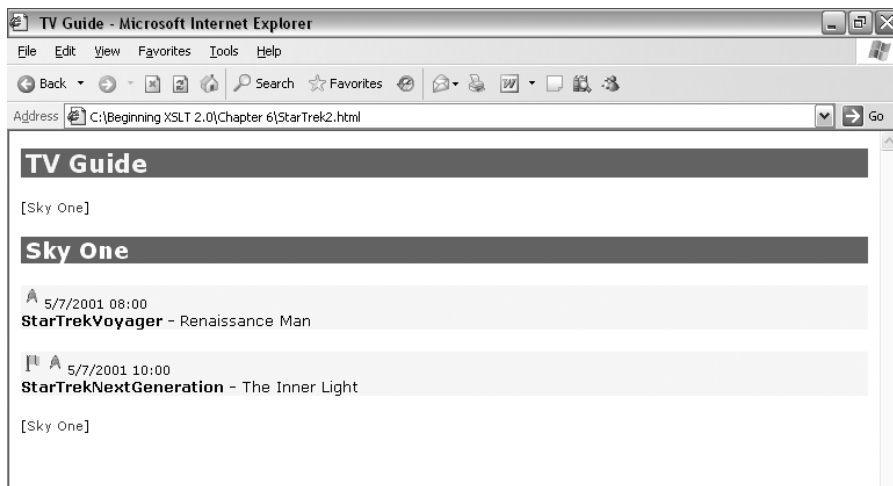 TV Guide - Microsoft Internet Explorer
File Edit View Favorites Tools Help
Back Search Favorites
Address C:\Beginning XSLT 2.0\Chapter 6\StarTrek2.html Go
TV Guide
[Sky One]
Sky One
5/7/2001 08:00
StarTrekVoyager - Renaissance Man
5/7/2001 10:00
StarTrekNextGeneration - The Inner Light
[Sky One]